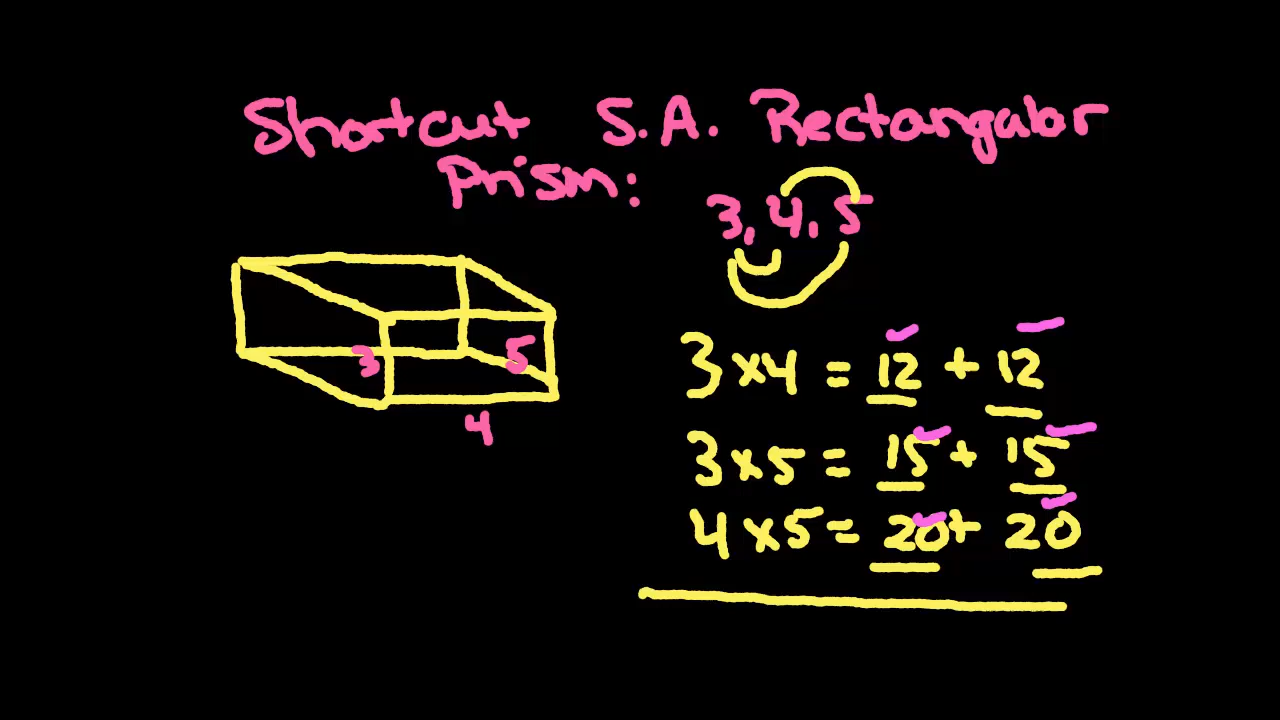 Shortcut S.A. Rectangular
Prism:
3, 4, 5
3
5
4
3 x 4 = 12 + 12
3 x 5 = 15 + 15
4 x 5 = 20 + 20